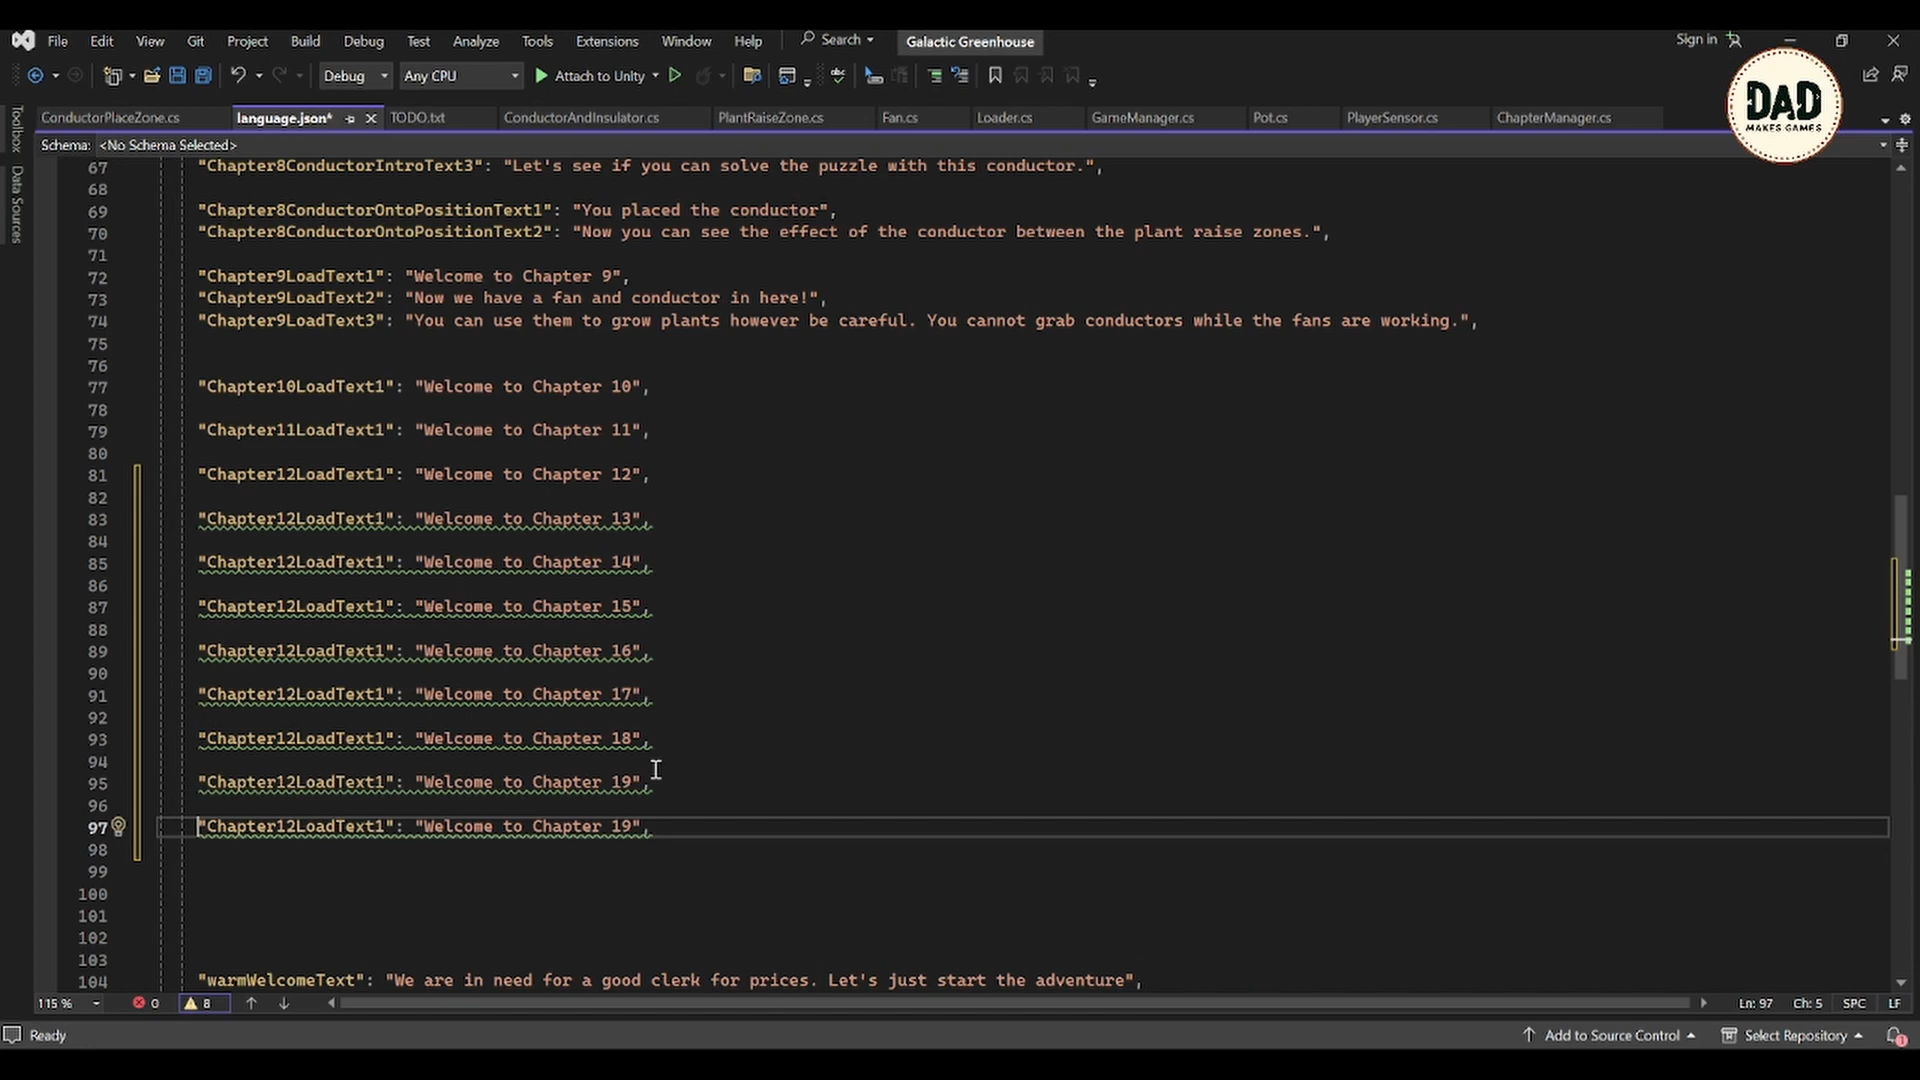 File Edit View Git Project Build Debug Test Analyze Tools Extensions Window Help Search Galactic Greenhouse Sign in
Debug Any CPU Attach to Unity
DAD
MAKES GAMES
ConductorPlaceZone.cs language.json* TODO.txt ConductorAndInsulator.cs PlantRaiseZone.cs Fan.cs Loader.cs GameManager.cs Pot.cs PlayerSensor.cs ChapterManager.cs
Toolbox
Data Sources
Schema: <No Schema Selected>
67 "Chapter8ConductorIntroText3": "Let's see if you can solve the puzzle with this conductor.",
68
69 "Chapter8ConductorOntoPositionText1": "You placed the conductor",
70 "Chapter8ConductorOntoPositionText2": "Now you can see the effect of the conductor between the plant raise zones.",
71
72 "Chapter9LoadText1": "Welcome to Chapter 9",
73 "Chapter9LoadText2": "Now we have a fan and conductor in here!",
74 "Chapter9LoadText3": "You can use them to grow plants however be careful. You cannot grab conductors while the fans are working.",
75
76
77 "Chapter10LoadText1": "Welcome to Chapter 10",
78
79 "Chapter11LoadText1": "Welcome to Chapter 11",
80
81 "Chapter12LoadText1": "Welcome to Chapter 12",
82
83 "Chapter12LoadText1": "Welcome to Chapter 13",
84
85 "Chapter12LoadText1": "Welcome to Chapter 14",
86
87 "Chapter12LoadText1": "Welcome to Chapter 15",
88
89 "Chapter12LoadText1": "Welcome to Chapter 16",
90
91 "Chapter12LoadText1": "Welcome to Chapter 17",
92
93 "Chapter12LoadText1": "Welcome to Chapter 18",
94
95 "Chapter12LoadText1": "Welcome to Chapter 19",
96
97 "Chapter12LoadText1": "Welcome to Chapter 19",
98
99
100
101
102
103
104 "warmWelcomeText": "We are in need for a good clerk for prices. Let's just start the adventure",
115 % 0 8 Ln: 97 Ch: 5 SPC LF
Ready Add to Source Control Select Repository 1